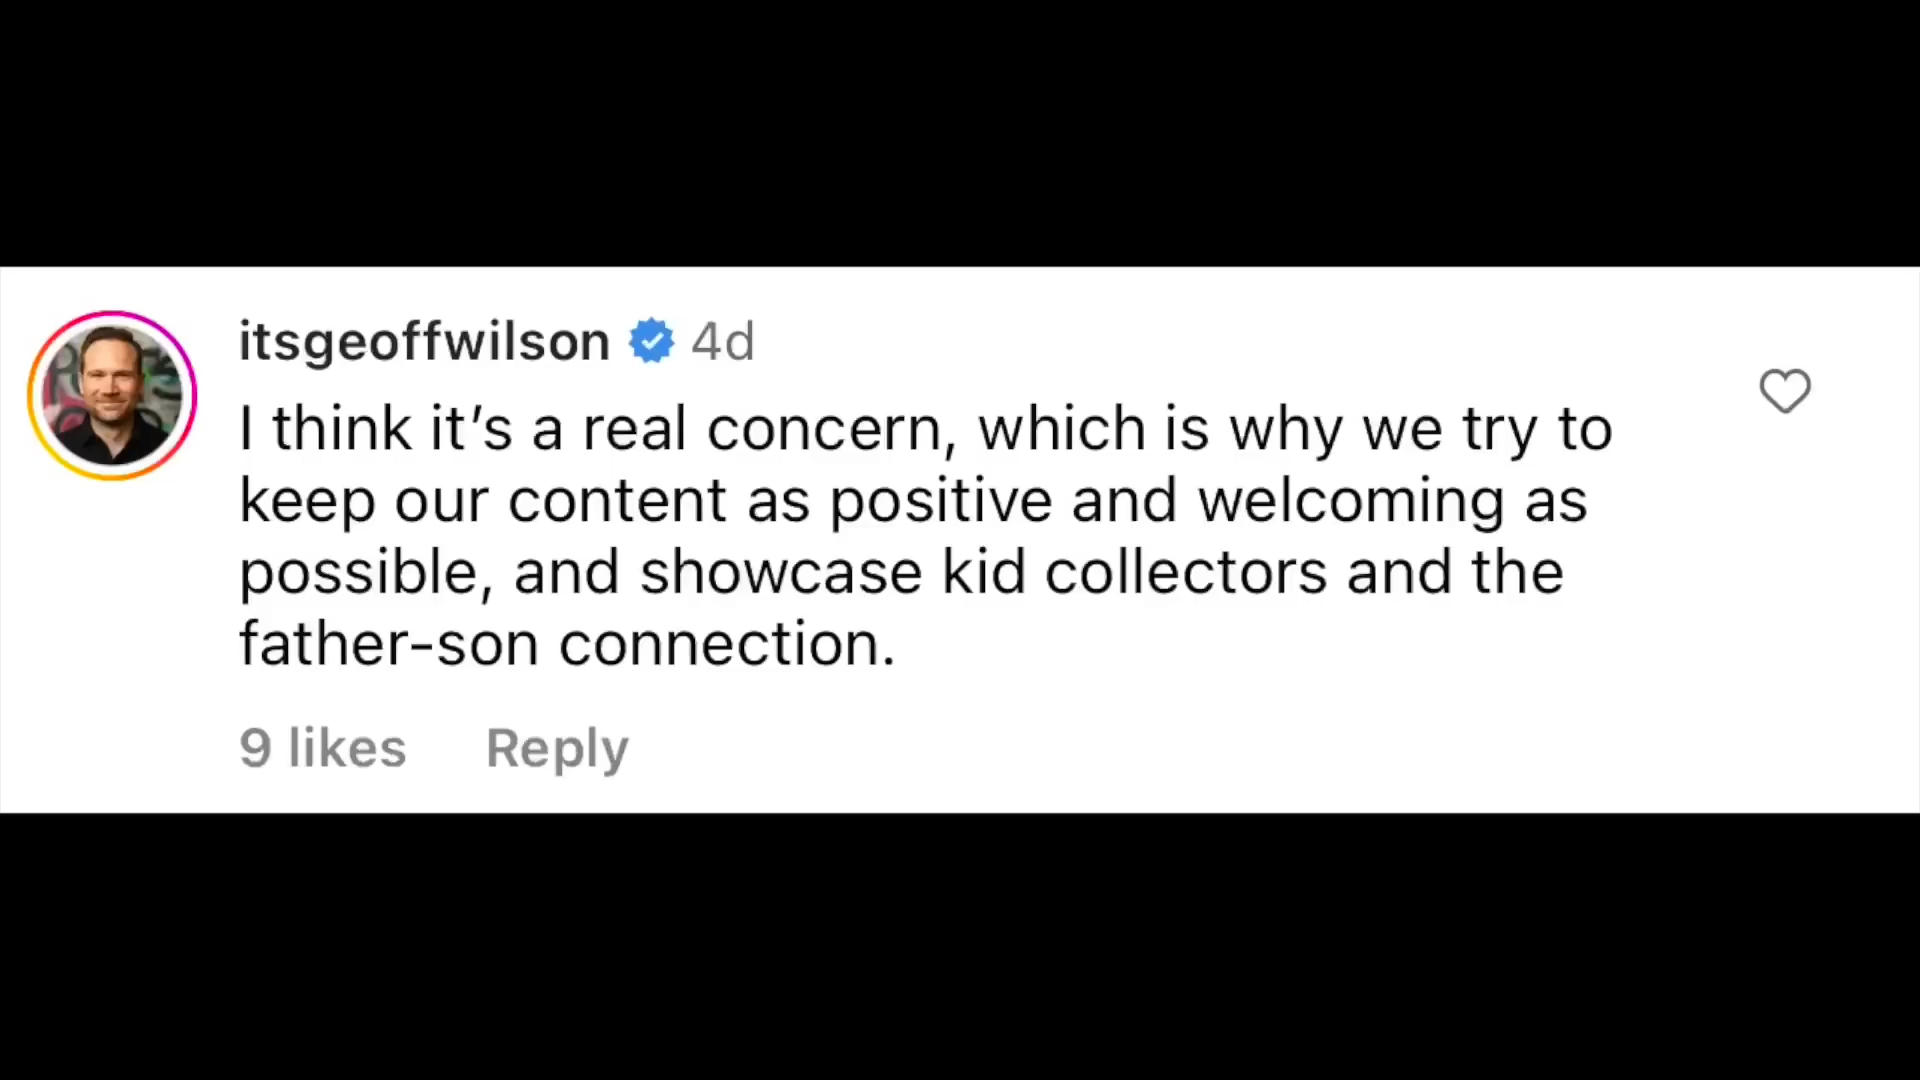 itsgeoffwilson 4d
I think it’s a real concern, which is why we try to
keep our content as positive and welcoming as
possible, and showcase kid collectors and the
father-son connection.
9 likes Reply